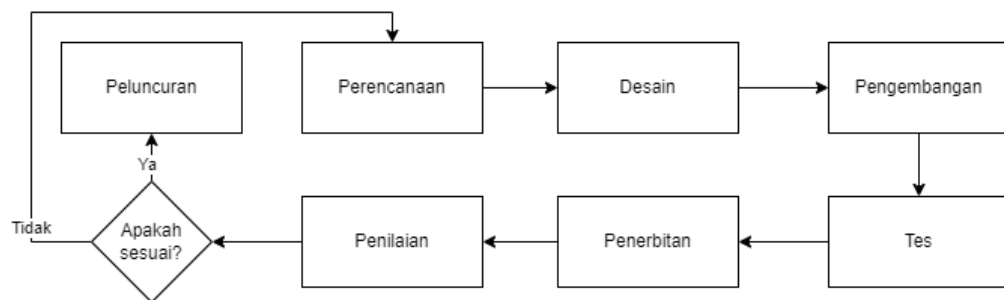 Peluncuran
Perencanaan
Desain
Pengembangan
Ya
Tidak
Apakah
sesuai?
Penilaian
Penerbitan
Tes